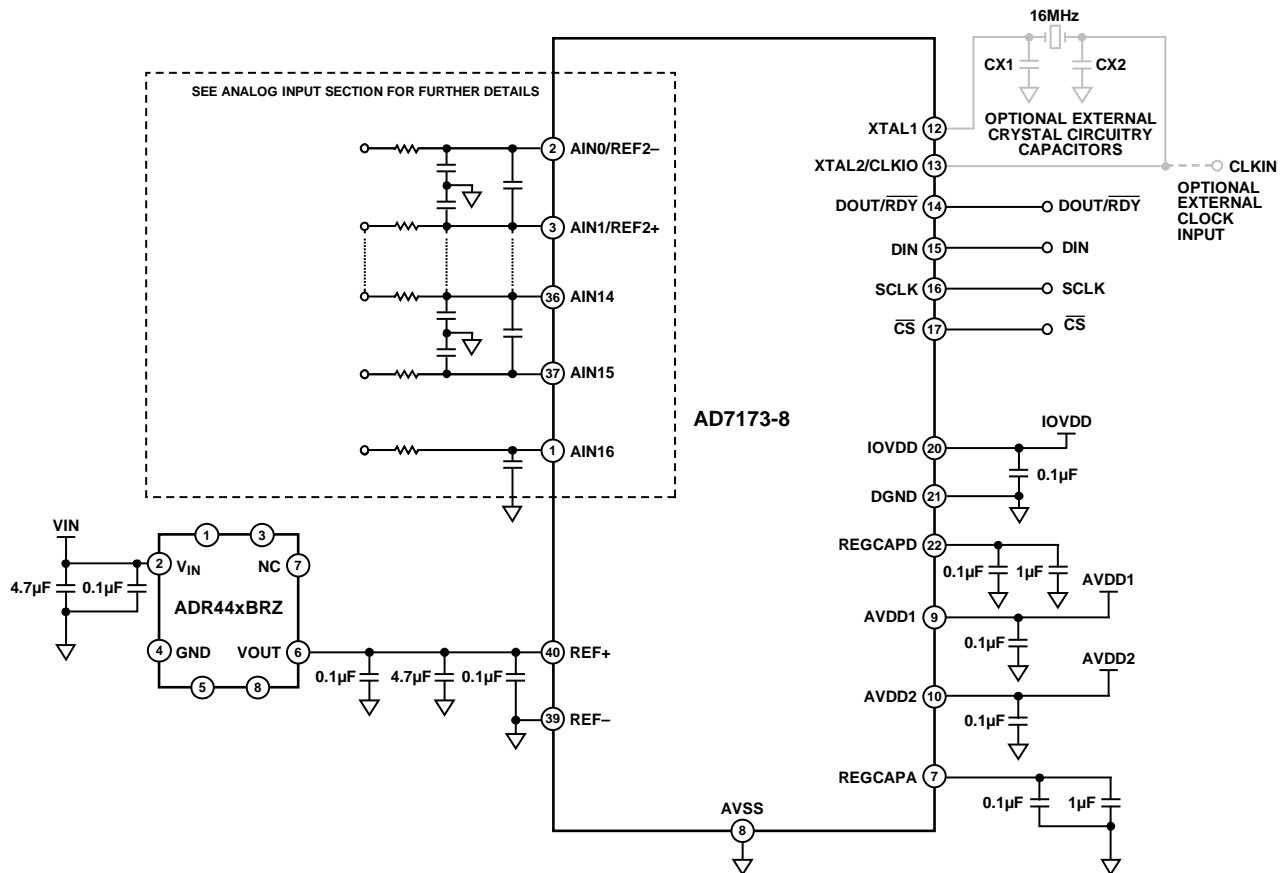 16MHz
CX1
CX2
OPTIONAL EXTERNAL
CRYSTAL CIRCUITRY
CAPACITORS
SEE ANALOG INPUT SECTION FOR FURTHER DETAILS
XTAL1
12
XTAL2/CLKIO
13
CLKIN
OPTIONAL
EXTERNAL
CLOCK
INPUT
2
AIN0/REF2–
DOUT/RDY
14
DOUT/RDY
3
AIN1/REF2+
DIN
15
DIN
36
AIN14
SCLK
16
SCLK
CS
17
CS
37
AIN15
AD7173-8
1
AIN16
IOVDD
20
IOVDD
0.1µF
DGND
21
REGCAPD
22
0.1µF
1µF
VIN
1
3
2
VIN
NC
7
4.7µF
0.1µF
ADR44xBRZ
4
GND
VOUT
6
5
8
AVDD1
9
AVDD1
0.1µF
40
REF+
0.1µF
4.7µF
0.1µF
39
REF–
AVDD2
10
AVDD2
0.1µF
REGCAPA
7
0.1µF
1µF
AVSS
8